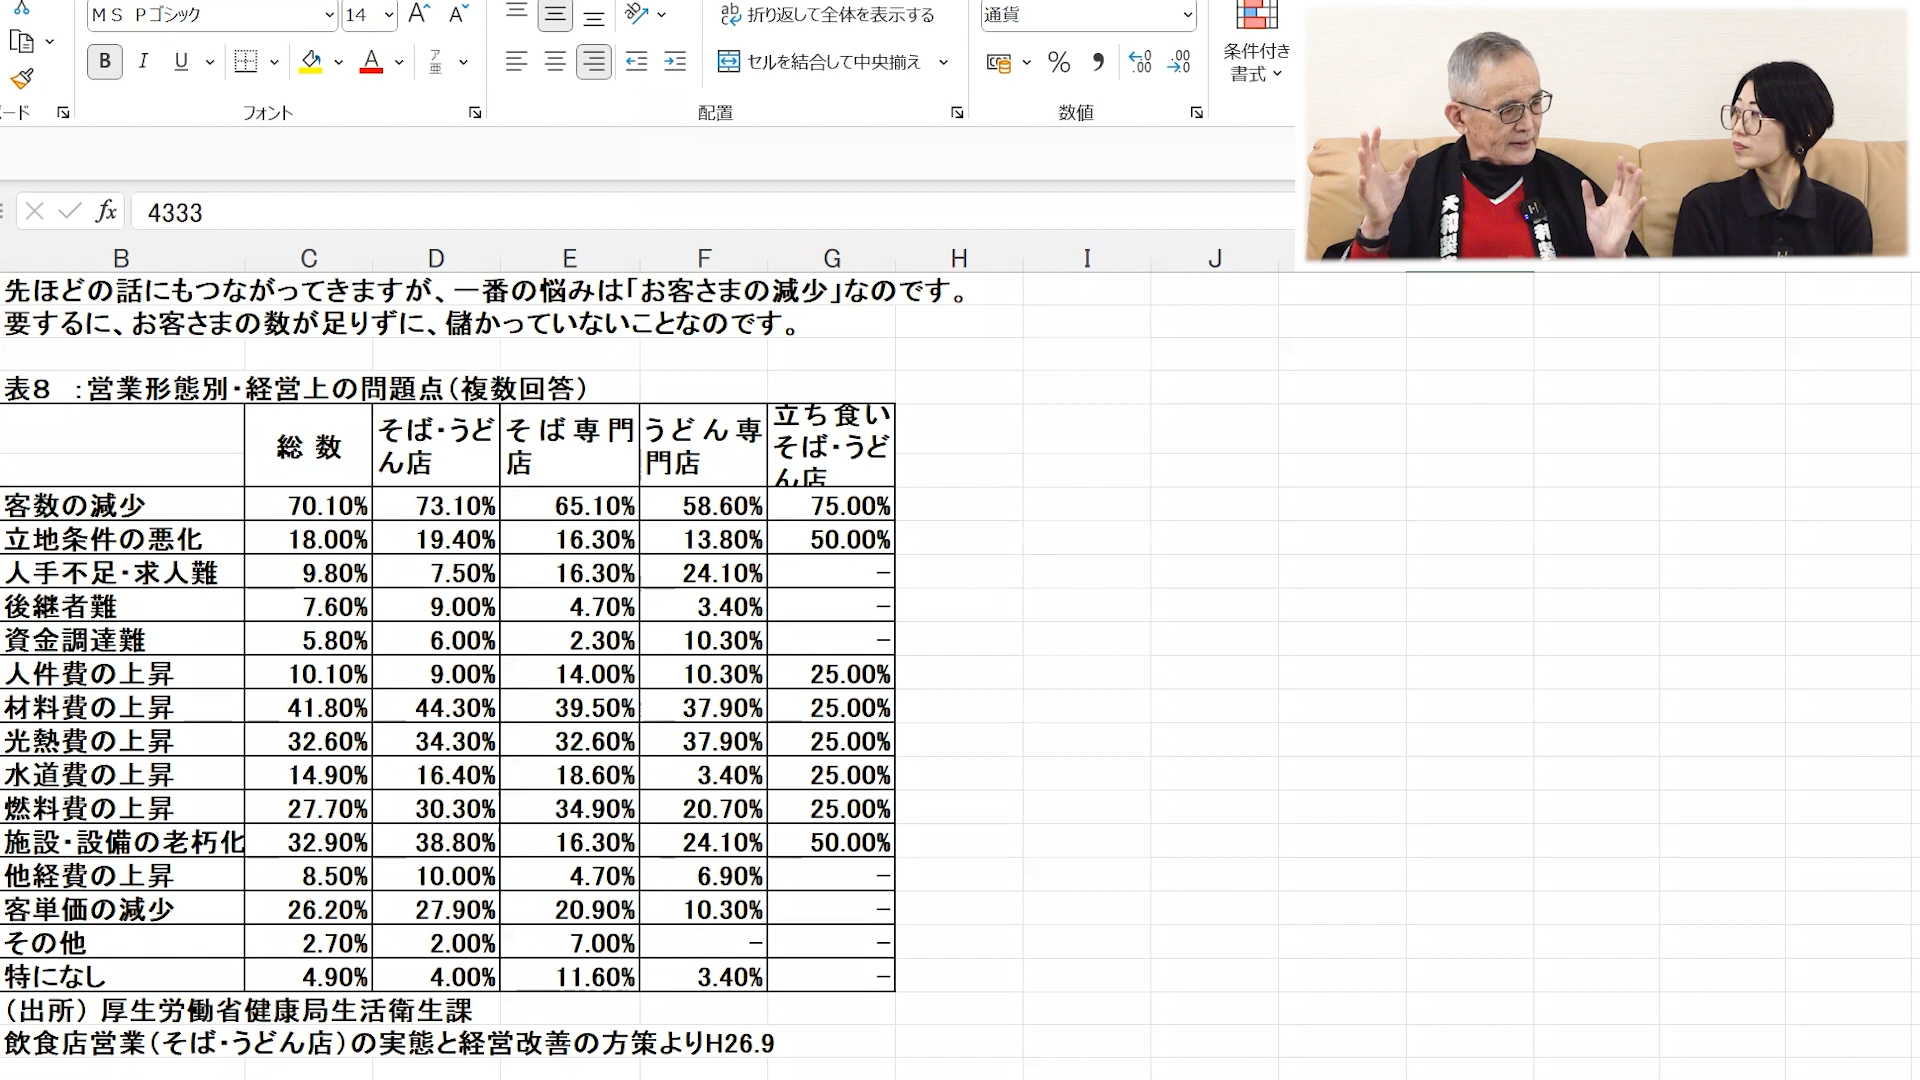 ＭＳ Ｐゴシック
14
A^
A˅
ab 折り返して全体を表示する
通貨
条件付き
書式
B I U
A
ア
亜
セルを結合して中央揃え
%
←0
.00
.00
→0
ード
フォント
配置
数値
fx 4333
B C D E F G H I J
先ほどの話にもつながってきますが、一番の悩みは「お客さまの減少」なのです。
要するに、お客さまの数が足りずに、儲かっていないことなのです。
表８ ：営業形態別・経営上の問題点（複数回答）
総 数 そば・うどん店 そば専門店 うどん専門店 立ち食いそば・うどん店
客数の減少 70.10% 73.10% 65.10% 58.60% 75.00%
立地条件の悪化 18.00% 19.40% 16.30% 13.80% 50.00%
人手不足・求人難 9.80% 7.50% 16.30% 24.10% −
後継者難 7.60% 9.00% 4.70% 3.40% −
資金調達難 5.80% 6.00% 2.30% 10.30% −
人件費の上昇 10.10% 9.00% 14.00% 10.30% 25.00%
材料費の上昇 41.80% 44.30% 39.50% 37.90% 25.00%
光熱費の上昇 32.60% 34.30% 32.60% 37.90% 25.00%
水道費の上昇 14.90% 16.40% 18.60% 3.40% 25.00%
燃料費の上昇 27.70% 30.30% 34.90% 20.70% 25.00%
施設・設備の老朽化 32.90% 38.80% 16.30% 24.10% 50.00%
他経費の上昇 8.50% 10.00% 4.70% 6.90% −
客単価の減少 26.20% 27.90% 20.90% 10.30% −
その他 2.70% 2.00% 7.00% − −
特になし 4.90% 4.00% 11.60% 3.40% −
（出所） 厚生労働省健康局生活衛生課
飲食店営業（そば・うどん店）の実態と経営改善の方策よりH26.9